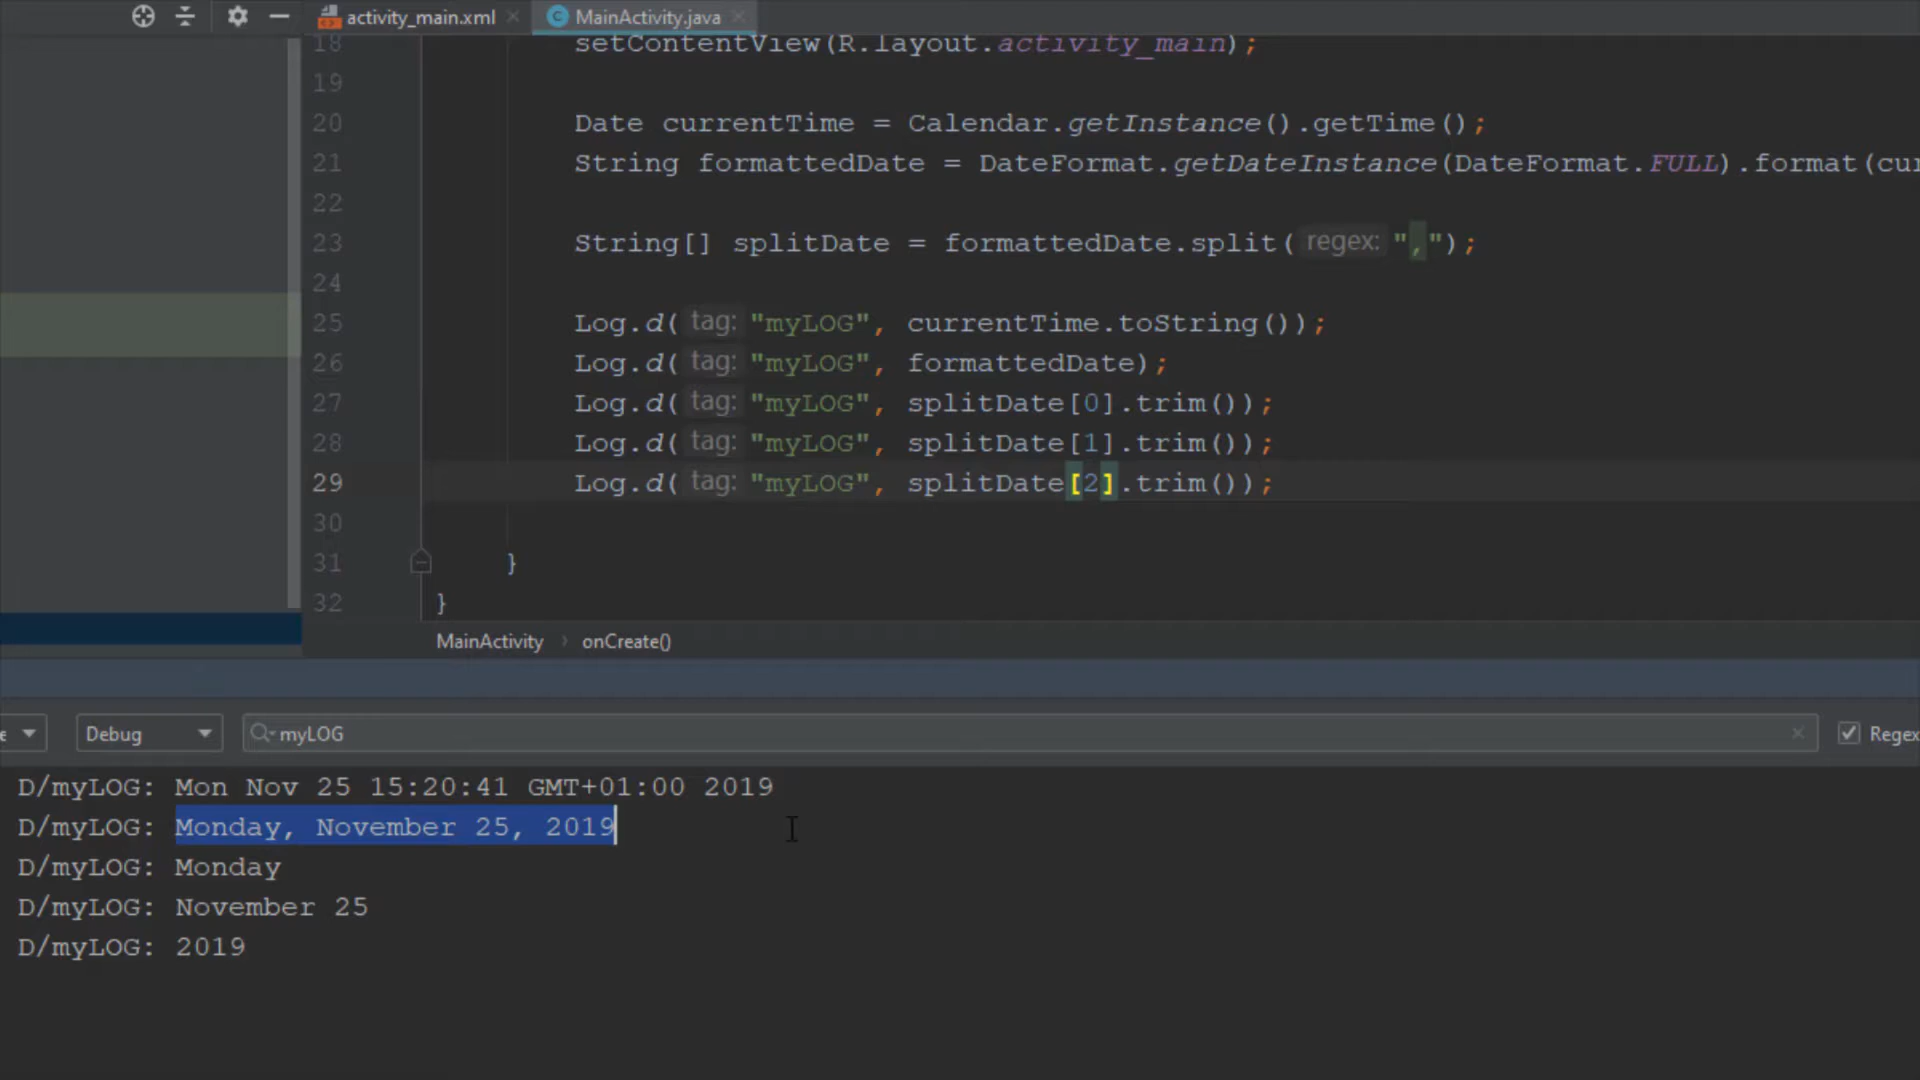 activity_main.xml
MainActivity.java
18 setContentView(R.layout.activity_main);
19
20 Date currentTime = Calendar.getInstance().getTime();
21 String formattedDate = DateFormat.getDateInstance(DateFormat.FULL).format(cur
22
23 String[] splitDate = formattedDate.split( regex: ",");
24
25 Log.d( tag: "myLOG", currentTime.toString());
26 Log.d( tag: "myLOG", formattedDate);
27 Log.d( tag: "myLOG", splitDate[0].trim());
28 Log.d( tag: "myLOG", splitDate[1].trim());
29 Log.d( tag: "myLOG", splitDate[2].trim());
30
31 }
32 }
MainActivity › onCreate()
e Debug myLOG Regex
D/myLOG: Mon Nov 25 15:20:41 GMT+01:00 2019
D/myLOG: Monday, November 25, 2019
D/myLOG: Monday
D/myLOG: November 25
D/myLOG: 2019